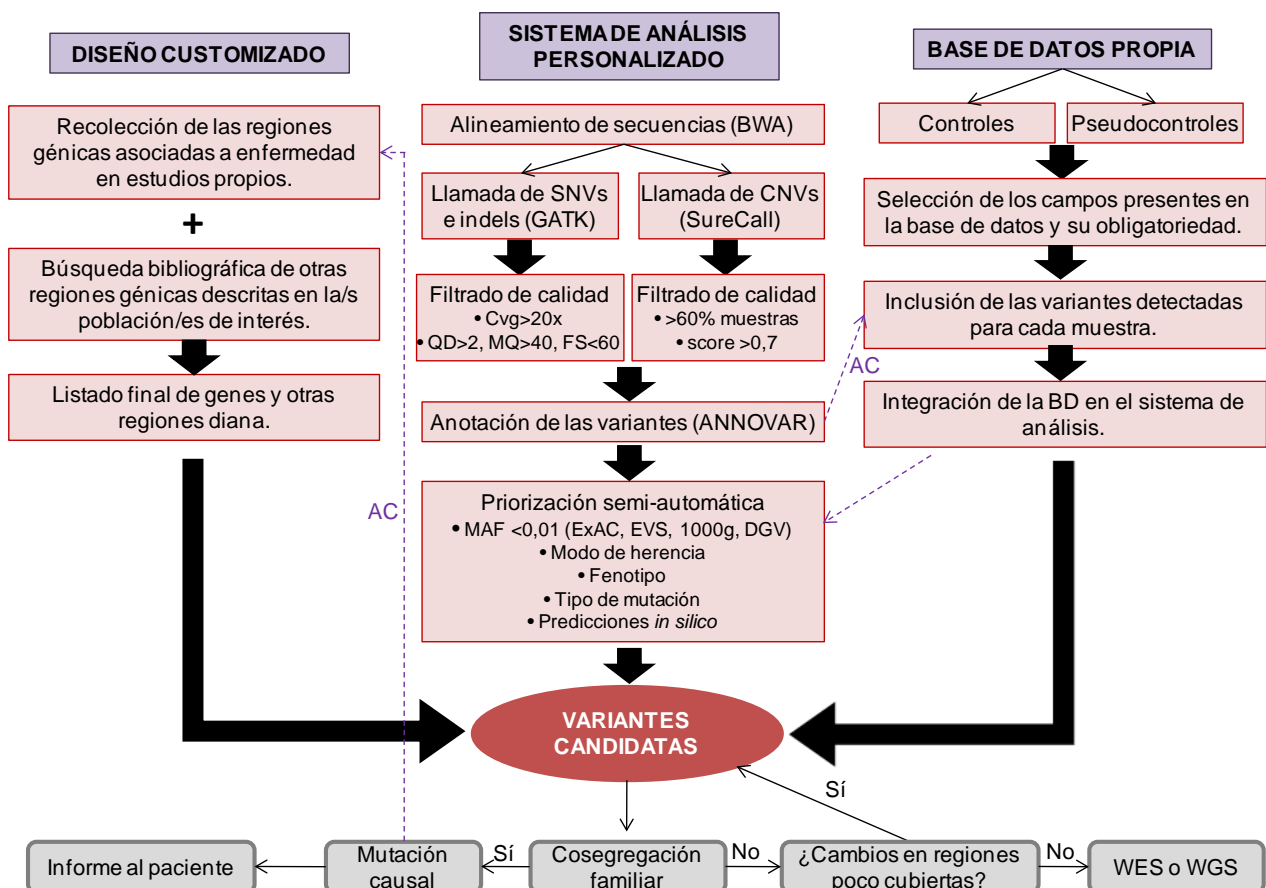 DISEÑO CUSTOMIZADO
Recolección de las regiones
génicas asociadas a enfermedad
en estudios propios.
+
Búsqueda bibliográfica de otras
regiones génicas descritas en la/s
población/es de interés.
Listado final de genes y otras
regiones diana.
SISTEMA DE ANÁLISIS
PERSONALIZADO
Alineamiento de secuencias (BWA)
Llamada de SNVs
e indels (GATK)
Llamada de CNVs
(SureCall)
Filtrado de calidad
• Cvg>20x
• QD>2, MQ>40, FS<60
Filtrado de calidad
• >60% muestras
• score >0,7
Anotación de las variantes (ANNOVAR)
Priorización semi-automática
• MAF <0,01 (ExAC, EVS, 1000g, DGV)
• Modo de herencia
• Fenotipo
• Tipo de mutación
• Predicciones in silico
BASE DE DATOS PROPIA
Controles
Pseudocontroles
Selección de los campos presentes en
la base de datos y su obligatoriedad.
Inclusión de las variantes detectadas
para cada muestra.
Integración de la BD en el sistema de
análisis.
AC
AC
VARIANTES
CANDIDATAS
Sí
Informe al paciente
Mutación
causal
Sí
Cosegregación
familiar
No
¿Cambios en regiones
poco cubiertas?
No
WES o WGS